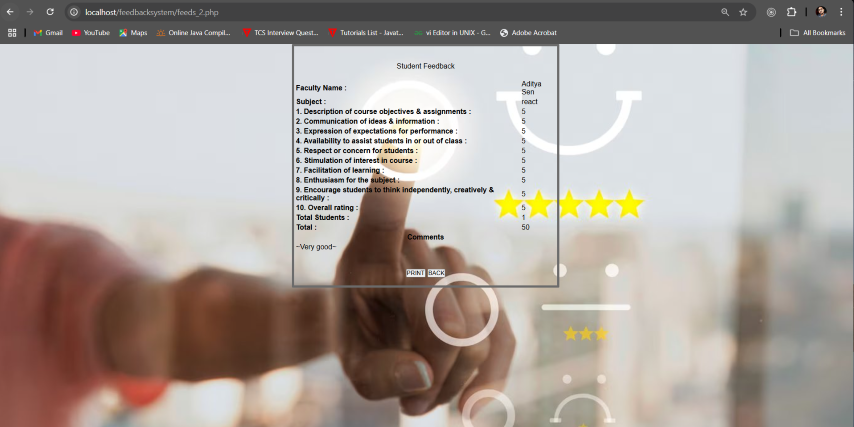 localhost/feedbacksystem/feeds_2.php
Gmail YouTube Maps Online Java Compil... TCS Interview Quest... Tutorials List - Javat... vi Editor in UNIX - G... Adobe Acrobat All Bookmarks
Student Feedback
Faculty Name : Aditya
Sen
Subject : react
1. Description of course objectives & assignments : 5
2. Communication of ideas & information : 5
3. Expression of expectations for performance : 5
4. Availability to assist students in or out of class : 5
5. Respect or concern for students : 5
6. Stimulation of interest in course : 5
7. Facilitation of learning : 5
8. Enthusiasm for the subject : 5
9. Encourage students to think independently, creatively &
critically : 5
10. Overall rating : 5
Total Students : 1
Total : 50
Comments
~Very good~
PRINT BACK